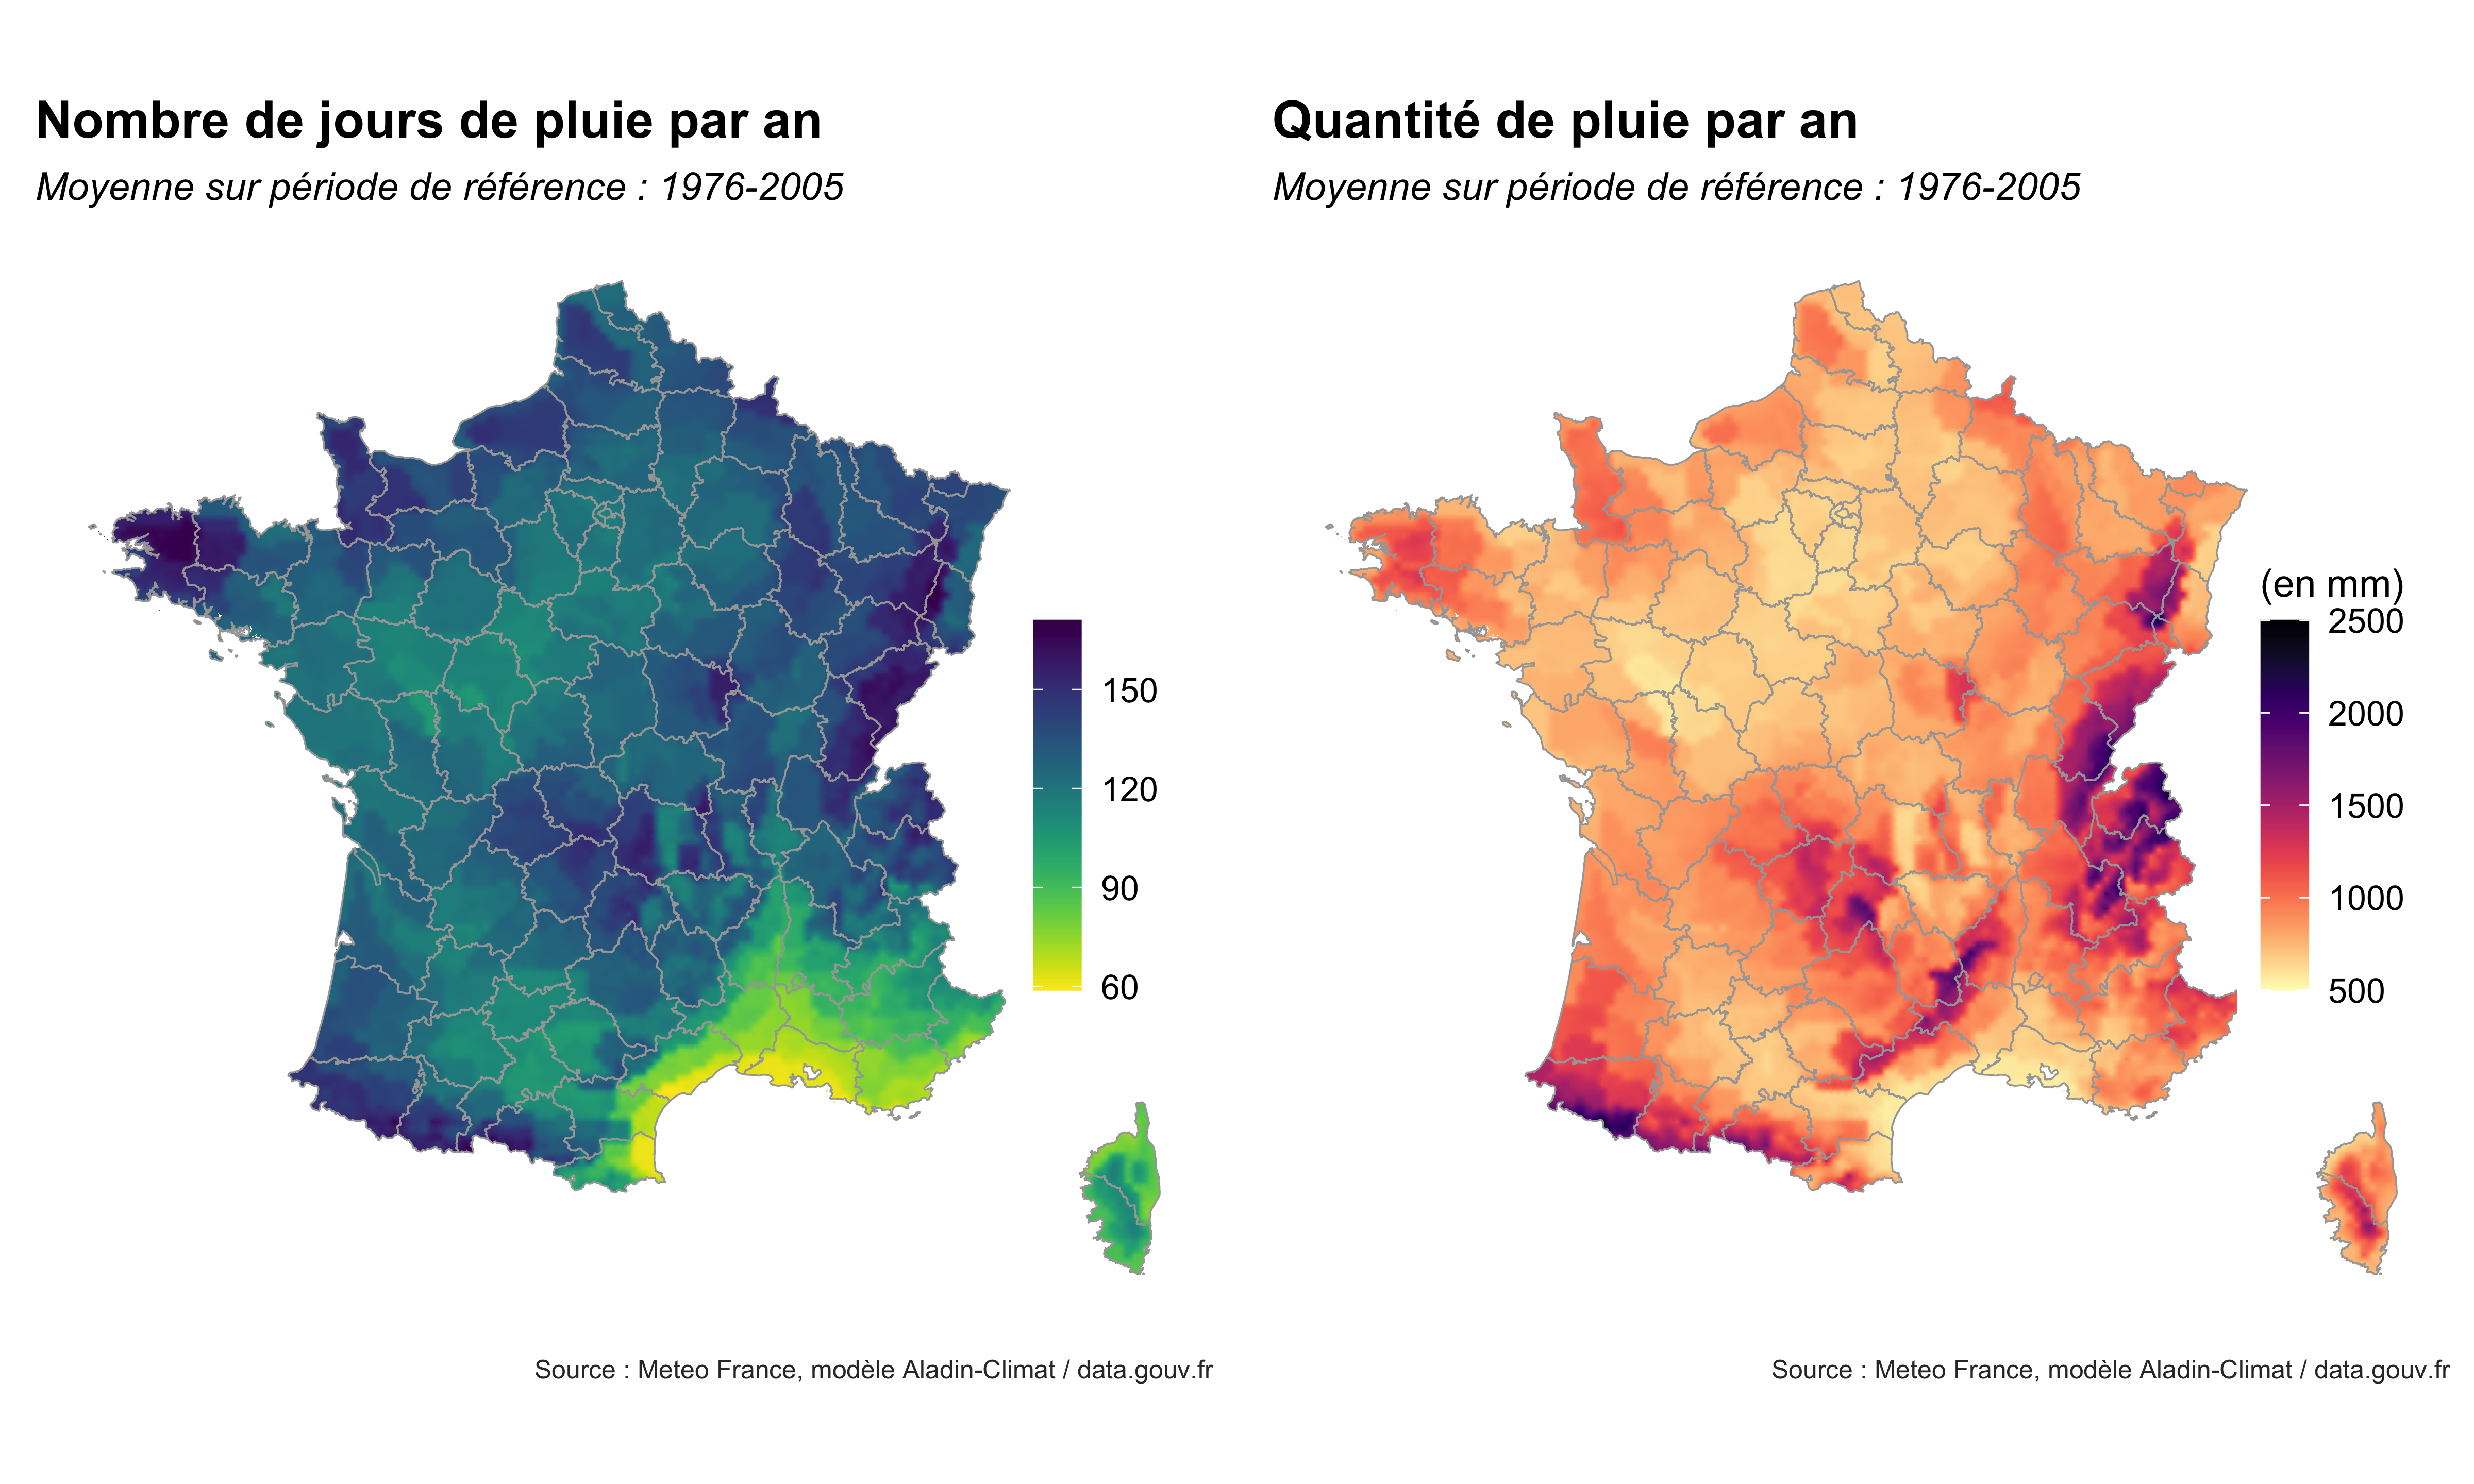 Nombre de jours de pluie par an
Moyenne sur période de référence : 1976-2005
150
120
90
60
Source : Meteo France, modèle Aladin-Climat / data.gouv.fr
Quantité de pluie par an
Moyenne sur période de référence : 1976-2005
(en mm)
2500
2000
1500
1000
500
Source : Meteo France, modèle Aladin-Climat / data.gouv.fr